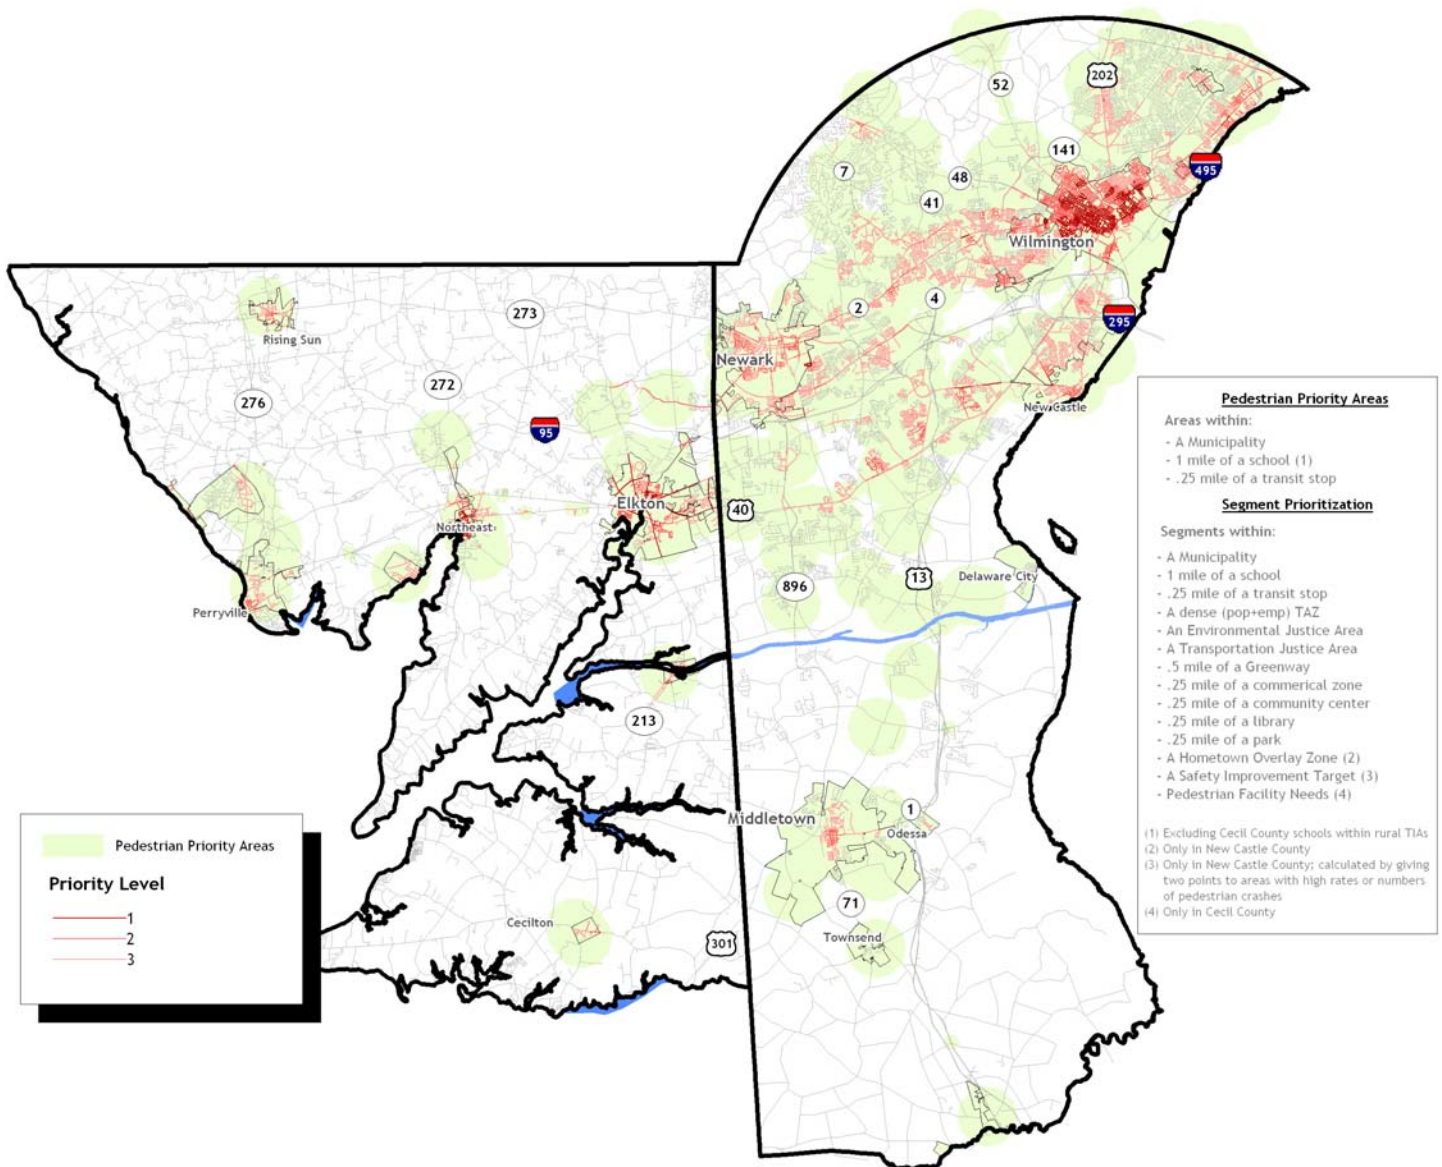 52
202
141
7
48
41
495
Wilmington
273
2
4
295
Rising Sun
Newark
272
276
New Castle
95
Elkton
40
Northeast
Delaware City
13
896
Perryville
213
Middletown
1
Odessa
71
Cecilton
Townsend
301
Pedestrian Priority Areas
Priority Level
1
2
3
Pedestrian Priority Areas
Areas within:
- A Municipality
- 1 mile of a school (1)
- .25 mile of a transit stop
Segment Prioritization
Segments within:
- A Municipality
- 1 mile of a school
- .25 mile of a transit stop
- A dense (pop+emp) TAZ
- An Environmental Justice Area
- A Transportation Justice Area
- .5 mile of a Greenway
- .25 mile of a commerical zone
- .25 mile of a community center
- .25 mile of a library
- .25 mile of a park
- A Hometown Overlay Zone (2)
- A Safety Improvement Target (3)
- Pedestrian Facility Needs (4)
(1) Excluding Cecil County schools within rural TIAs
(2) Only in New Castle County
(3) Only in New Castle County; calculated by giving
two points to areas with high rates or numbers
of pedestrian crashes
(4) Only in Cecil County